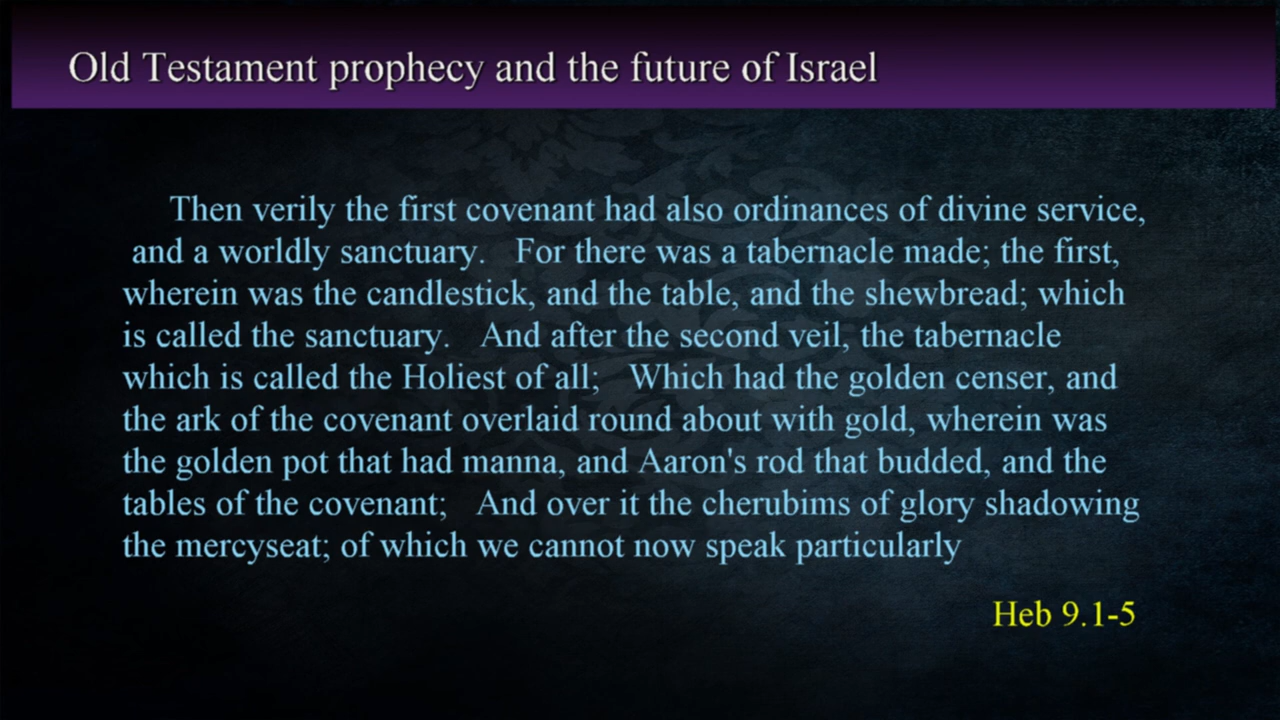 Old Testament prophecy and the future of Israel
Then verily the first covenant had also ordinances of divine service,
and a worldly sanctuary. For there was a tabernacle made; the first,
wherein was the candlestick, and the table, and the shewbread; which
is called the sanctuary. And after the second veil, the tabernacle
which is called the Holiest of all; Which had the golden censer, and
the ark of the covenant overlaid round about with gold, wherein was
the golden pot that had manna, and Aaron's rod that budded, and the
tables of the covenant; And over it the cherubims of glory shadowing
the mercyseat; of which we cannot now speak particularly
Heb 9.1-5